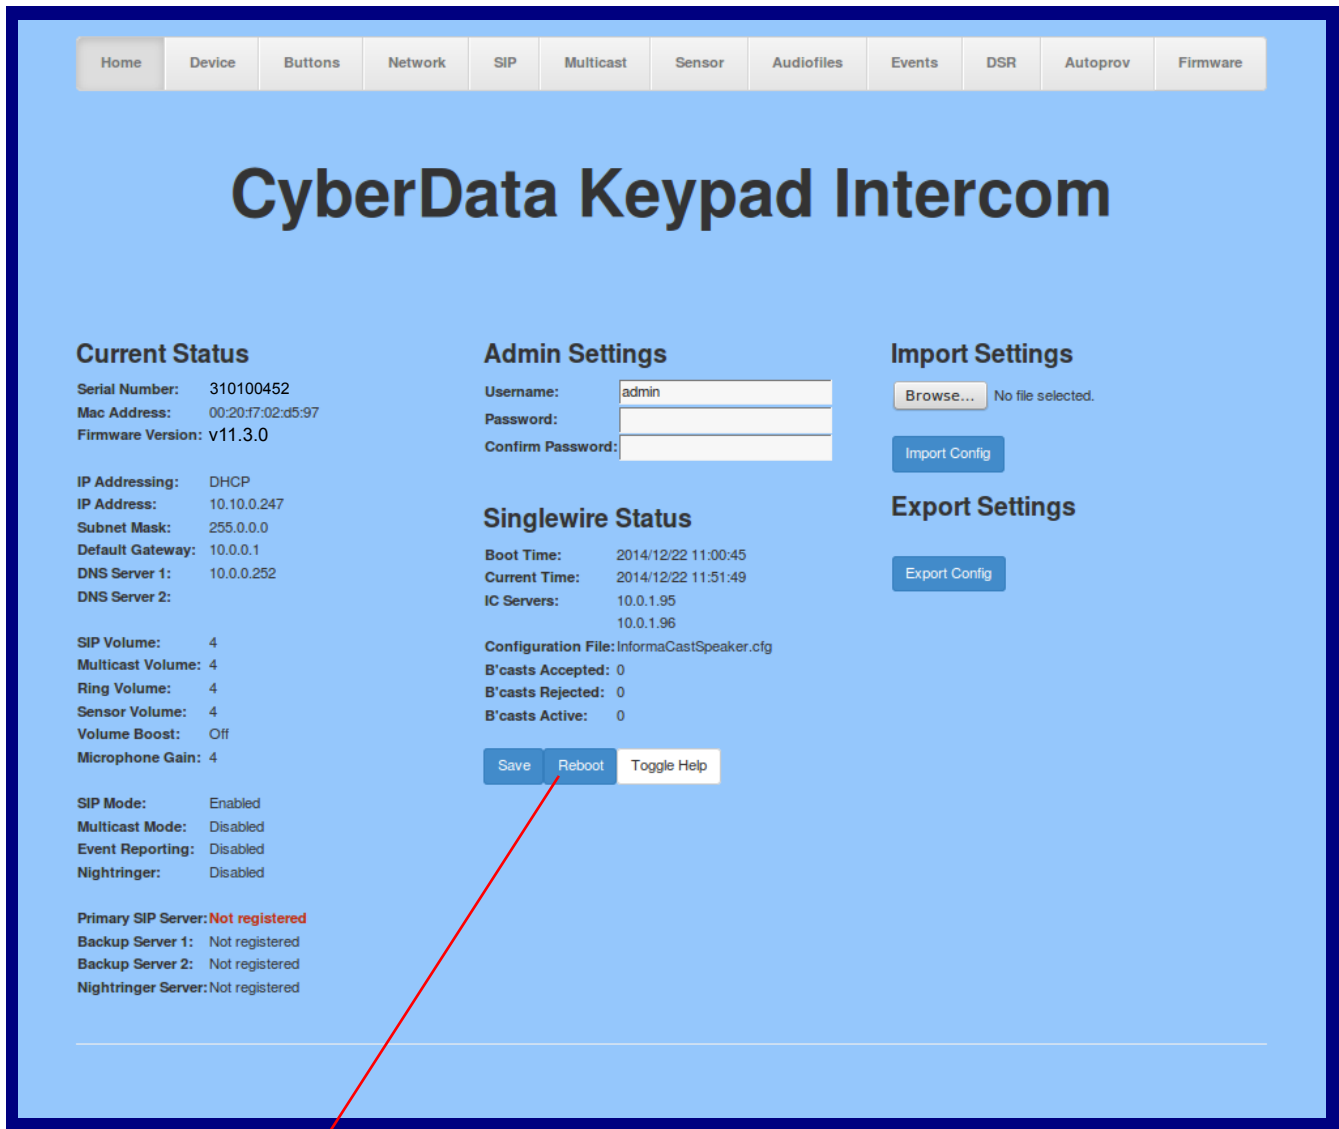 Home Device Buttons Network SIP Multicast Sensor Audiofiles Events DSR Autoprov Firmware
CyberData Keypad Intercom
Current Status
Serial Number: 310100452
Mac Address: 00:20:f7:02:d5:97
Firmware Version: v11.3.0
IP Addressing: DHCP
IP Address: 10.10.0.247
Subnet Mask: 255.0.0.0
Default Gateway: 10.0.0.1
DNS Server 1: 10.0.0.252
DNS Server 2:
SIP Volume: 4
Multicast Volume: 4
Ring Volume: 4
Sensor Volume: 4
Volume Boost: Off
Microphone Gain: 4
SIP Mode: Enabled
Multicast Mode: Disabled
Event Reporting: Disabled
Nightringer: Disabled
Primary SIP Server: Not registered
Backup Server 1: Not registered
Backup Server 2: Not registered
Nightringer Server: Not registered
Admin Settings
Username: admin
Password:
Confirm Password:
Singlewire Status
Boot Time: 2014/12/22 11:00:45
Current Time: 2014/12/22 11:51:49
IC Servers: 10.0.1.95
10.0.1.96
Configuration File: InformaCastSpeaker.cfg
B'casts Accepted: 0
B'casts Rejected: 0
B'casts Active: 0
Save Reboot Toggle Help
Import Settings
Browse... No file selected.
Import Config
Export Settings
Export Config